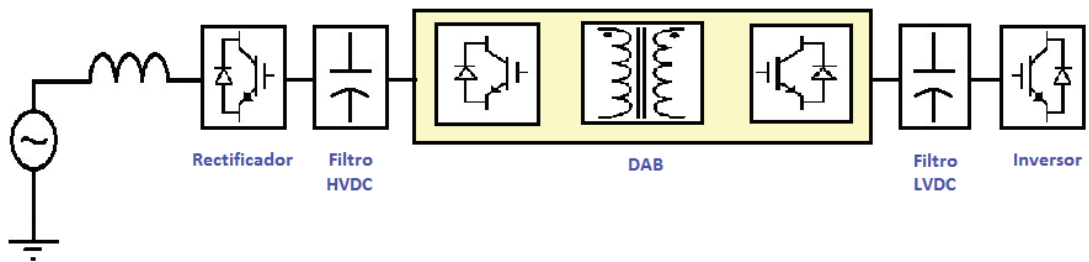 Rectificador
Filtro
HVDC
DAB
Filtro
LVDC
Inversor